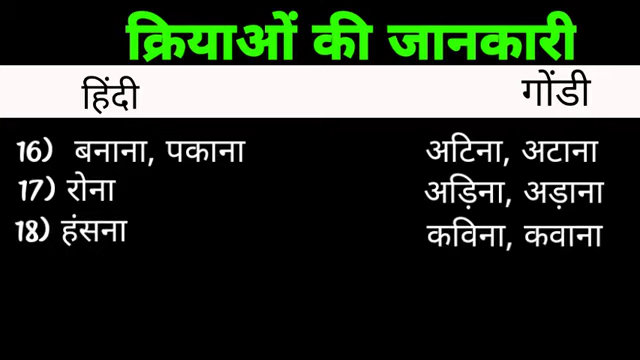 क्रियाओं की जानकारी
हिंदी गोंडी
16) बनाना, पकाना अटिना, अटाना
17) रोना अड़िना, अड़ाना
18) हंसना कविना, कवाना